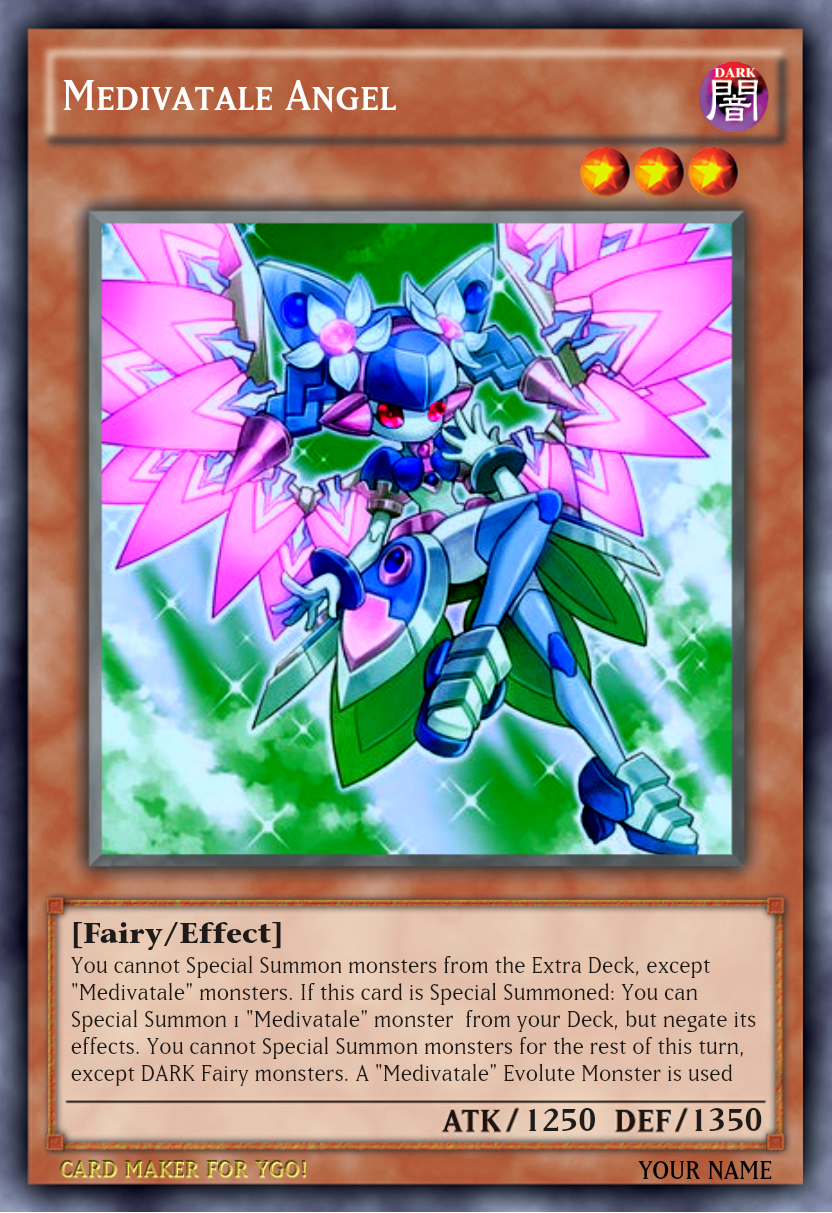 Medivatale Angel
DARK
闇
[Fairy/Effect]
You cannot Special Summon monsters from the Extra Deck, except
"Medivatale" monsters. If this card is Special Summoned: You can
Special Summon 1 "Medivatale" monster  from your Deck, but negate its
effects. You cannot Special Summon monsters for the rest of this turn,
except DARK Fairy monsters. A "Medivatale" Evolute Monster is used
ATK/1250 DEF/1350
CARD MAKER FOR YGO! YOUR NAME